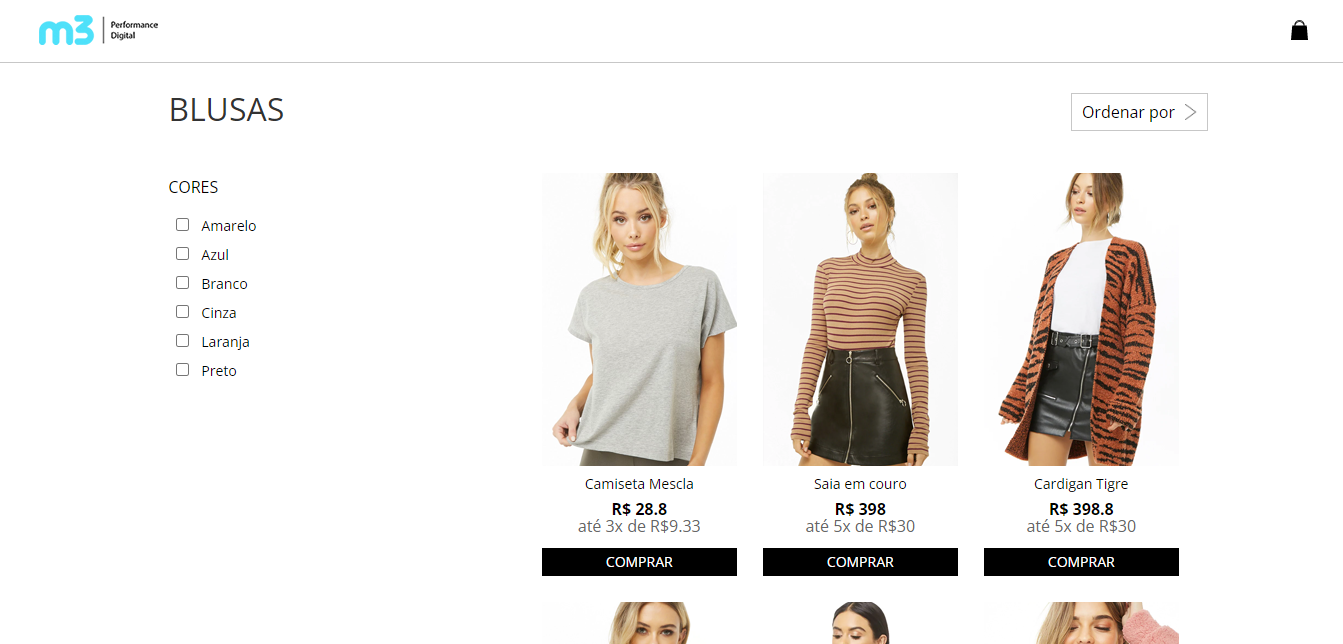 m3
Performance
Digital
BLUSAS
Ordenar por
CORES
Amarelo
Azul
Branco
Cinza
Laranja
Preto
Camiseta Mescla
R$ 28.8
até 3x de R$9.33
COMPRAR
Saia em couro
R$ 398
até 5x de R$30
COMPRAR
Cardigan Tigre
R$ 398.8
até 5x de R$30
COMPRAR